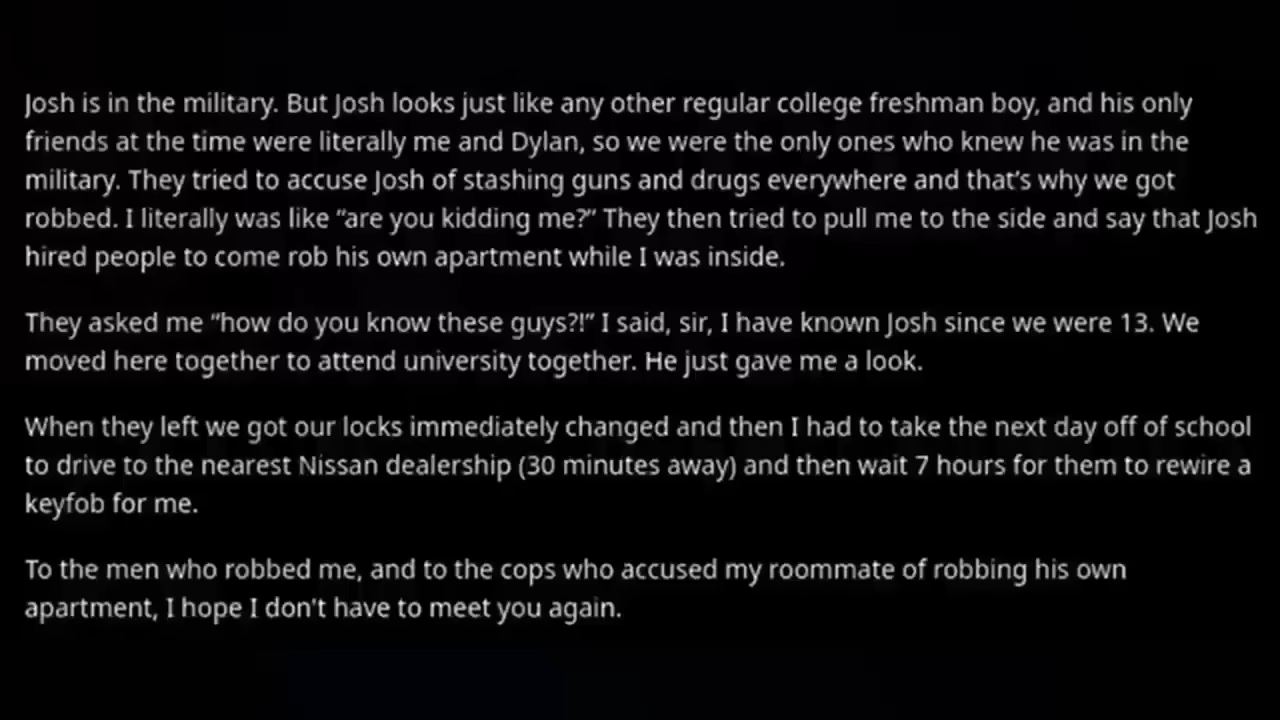 Josh is in the military. But Josh looks just like any other regular college freshman boy, and his only
friends at the time were literally me and Dylan, so we were the only ones who knew he was in the
military. They tried to accuse Josh of stashing guns and drugs everywhere and that's why we got
robbed. I literally was like “are you kidding me?” They then tried to pull me to the side and say that Josh
hired people to come rob his own apartment while I was inside.
They asked me “how do you know these guys?!” I said, sir, I have known Josh since we were 13. We
moved here together to attend university together. He just gave me a look.
When they left we got our locks immediately changed and then I had to take the next day off of school
to drive to the nearest Nissan dealership (30 minutes away) and then wait 7 hours for them to rewire a
keyfob for me.
To the men who robbed me, and to the cops who accused my roommate of robbing his own
apartment, I hope I don't have to meet you again.